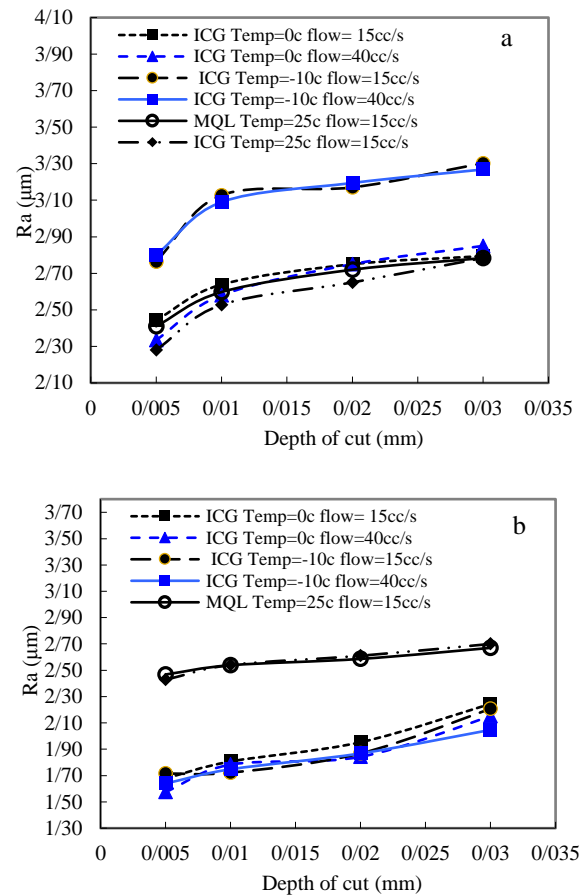 a
ICG Temp=0c flow= 15cc/s
ICG Temp=0c flow=40cc/s
ICG Temp=-10c flow=15cc/s
ICG Temp=-10c flow=40cc/s
MQL Temp=25c flow=15cc/s
ICG Temp=25c flow=15cc/s
4/10
3/90
3/70
3/50
3/30
3/10
2/90
2/70
2/50
2/30
2/10
Ra (µm)
0 0/005 0/01 0/015 0/02 0/025 0/03 0/035
Depth of cut (mm)
b
ICG Temp=0c flow= 15cc/s
ICG Temp=0c flow=40cc/s
ICG Temp=-10c flow=15cc/s
ICG Temp=-10c flow=40cc/s
MQL Temp=25c flow=15cc/s
3/70
3/50
3/30
3/10
2/90
2/70
2/50
2/30
2/10
1/90
1/70
1/50
1/30
Ra (µm)
0 0/005 0/01 0/015 0/02 0/025 0/03 0/035
Depth of cut (mm)